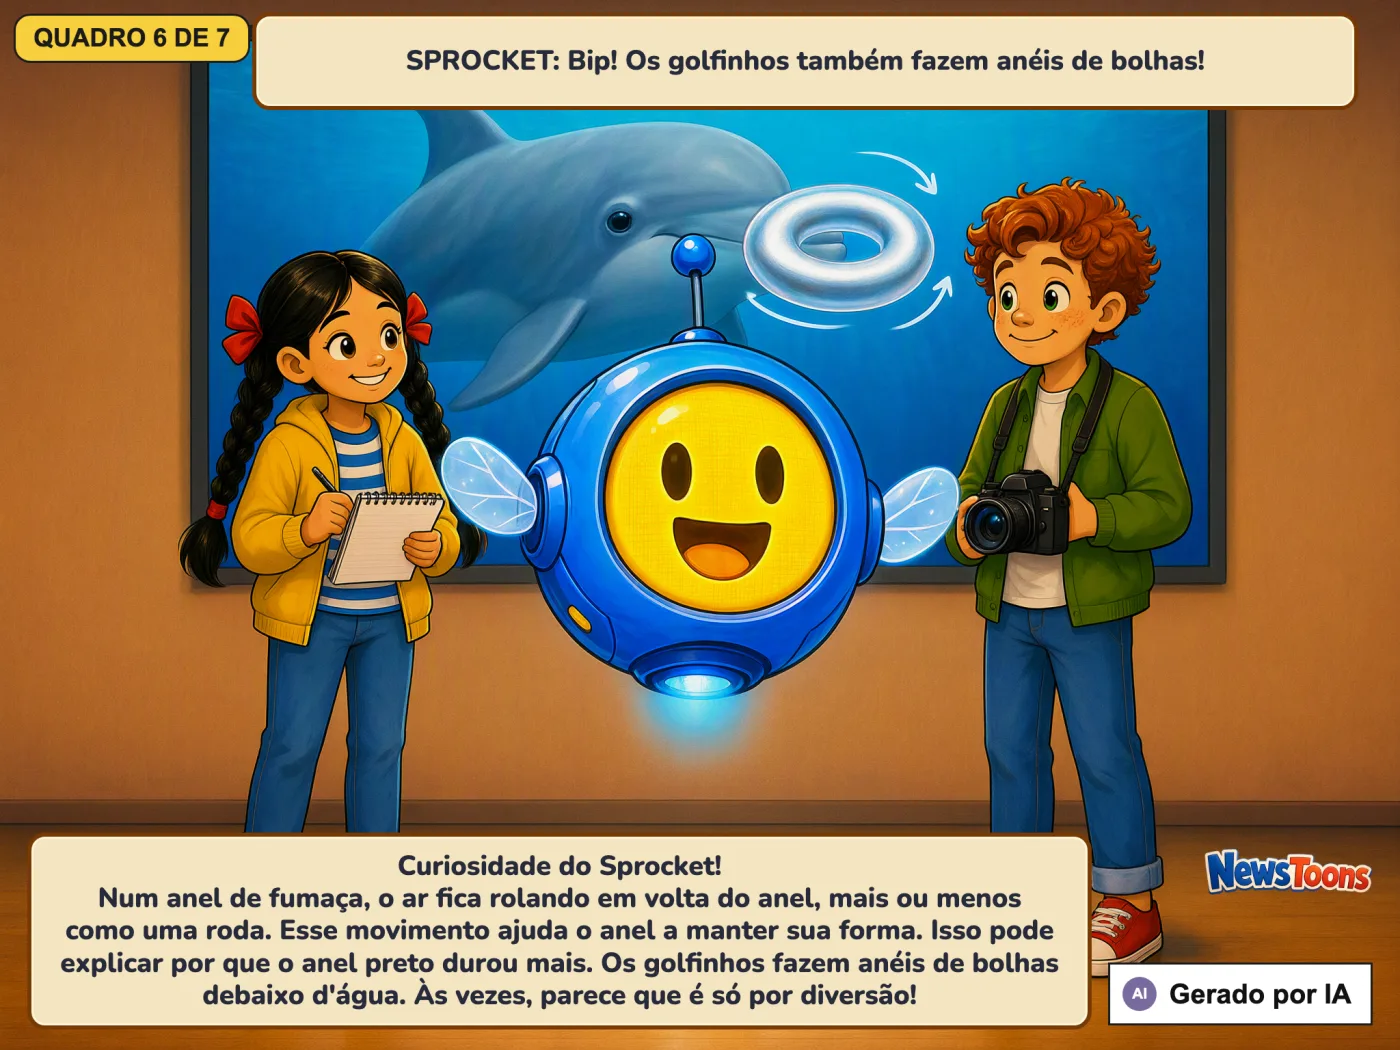 QUADRO 6 DE 7
SPROCKET: Bip! Os golfinhos também fazem anéis de bolhas!
Curiosidade do Sprocket!
Num anel de fumaça, o ar fica rolando em volta do anel, mais ou menos
como uma roda. Esse movimento ajuda o anel a manter sua forma. Isso pode
explicar por que o anel preto durou mais. Os golfinhos fazem anéis de bolhas
debaixo d'água. Às vezes, parece que é só por diversão!
NewsToons
AI Gerado por IA